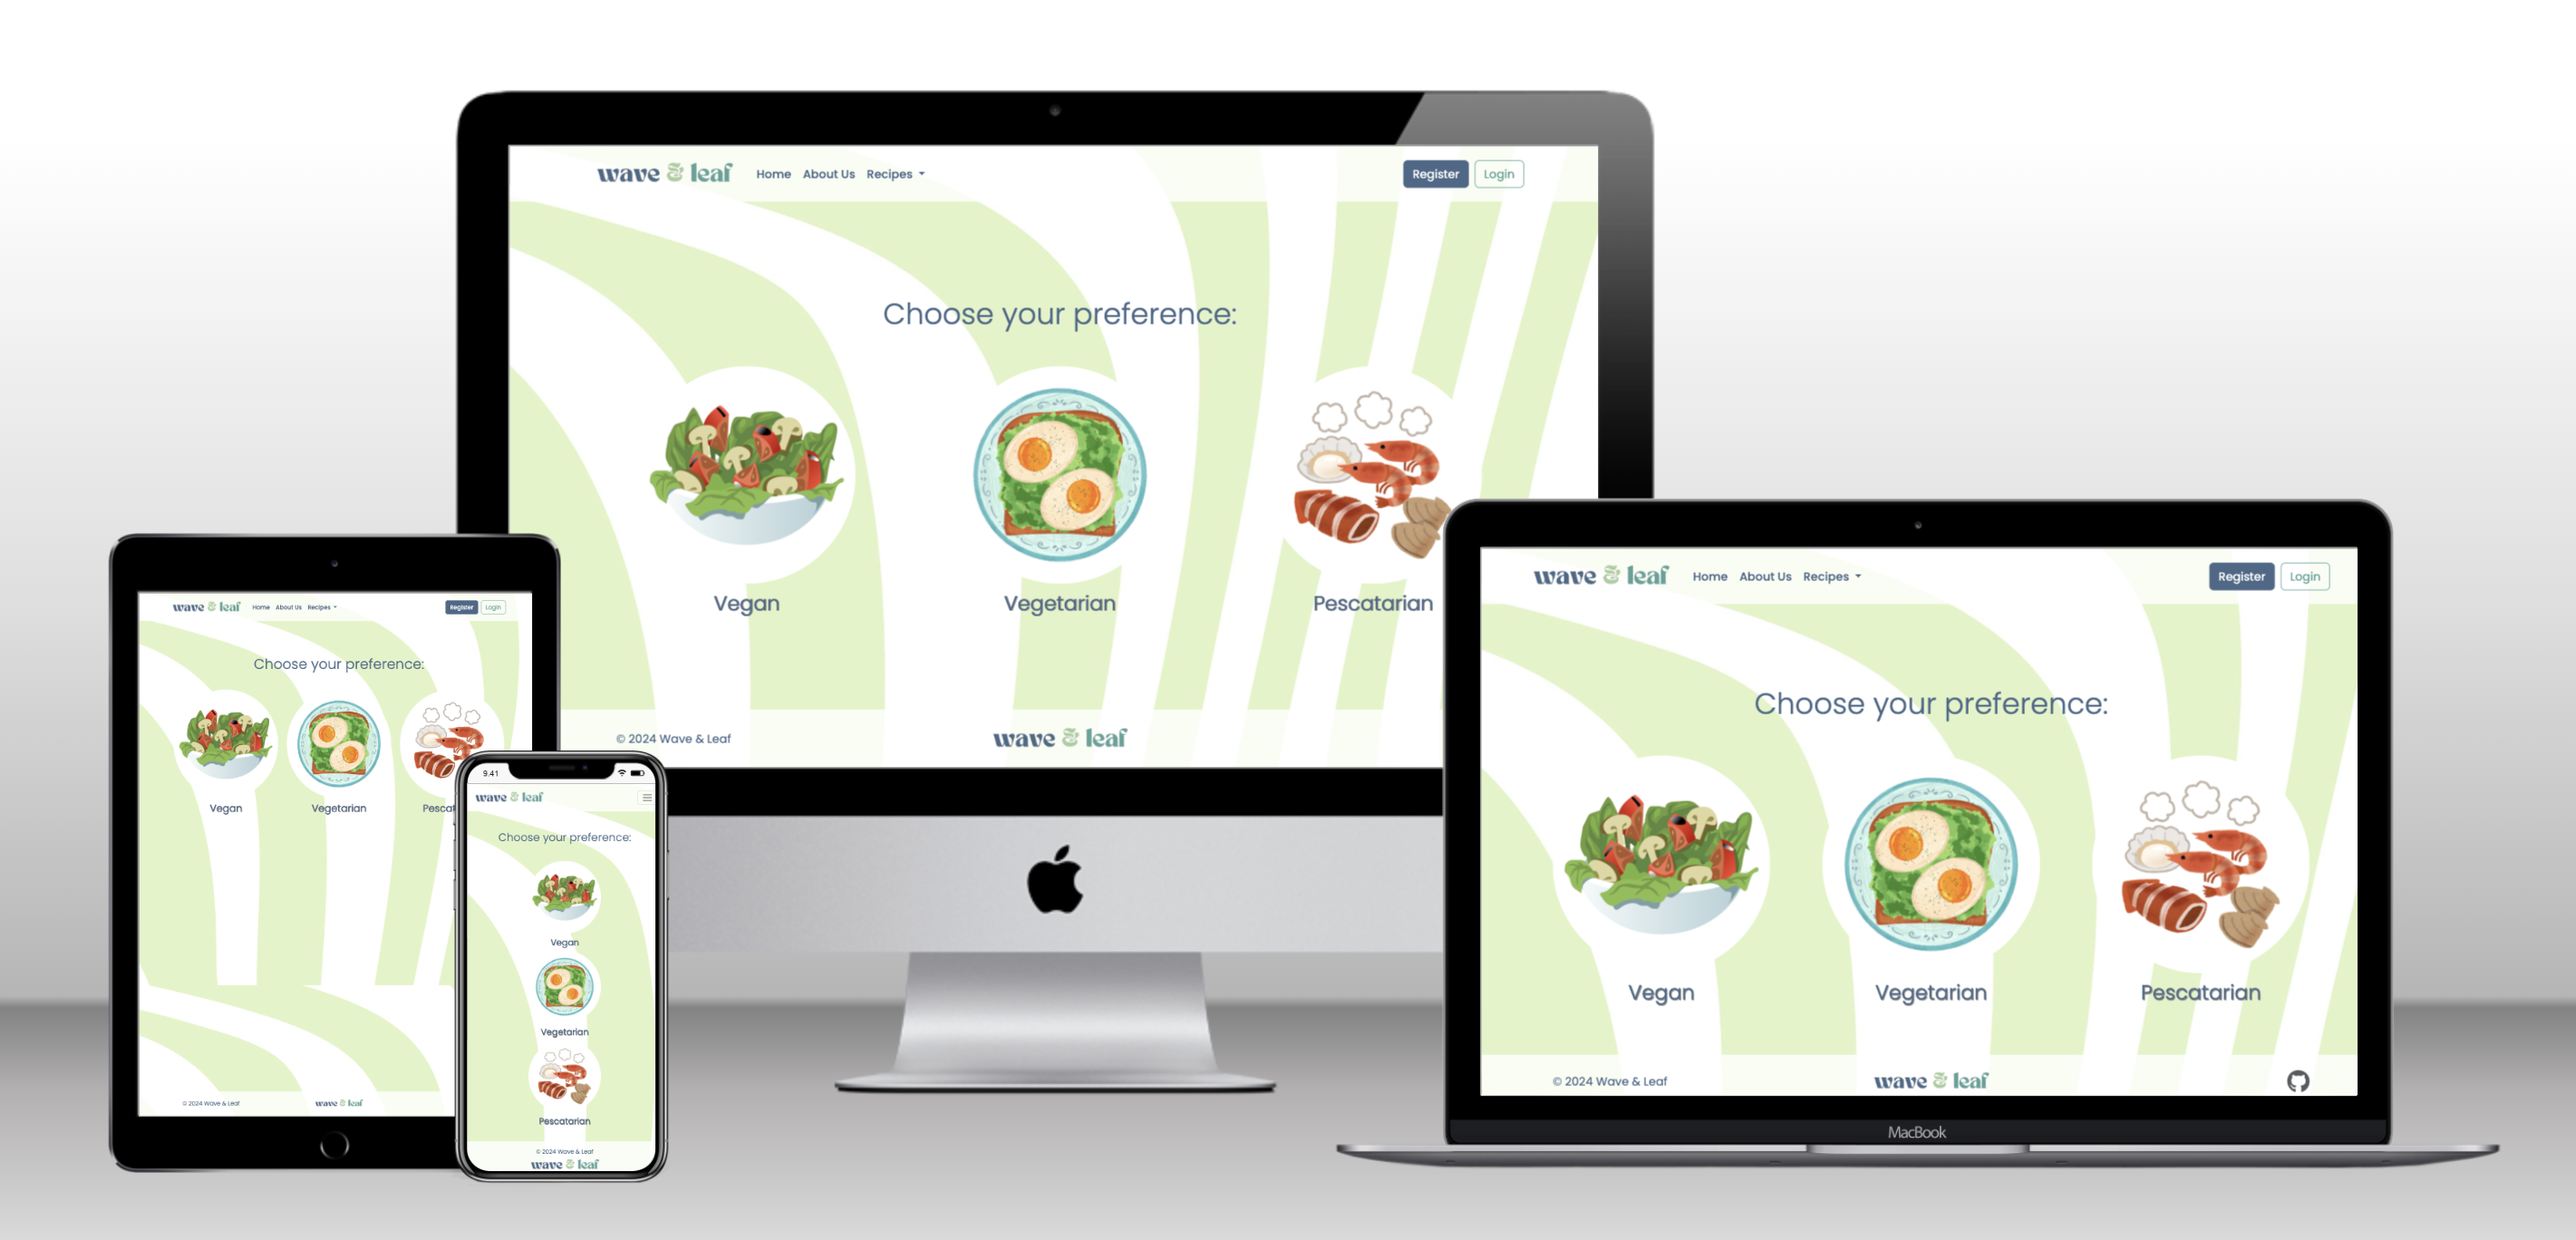 wave & leaf Home About Us Recipes Register Login
Choose your preference:
Vegan Vegetarian Pescatarian
© 2024 Wave & Leaf wave & leaf
wave & leaf Home About Us Recipes Register Login
Choose your preference:
Vegan Vegetarian Pescat
© 2024 Wave & Leaf wave & leaf
9.41
wave & leaf
Choose your preference:
Vegan
Vegetarian
Pescatarian
© 2024 Wave & Leaf
wave & leaf
wave & leaf Home About Us Recipes Register Login
Choose your preference:
Vegan Vegetarian Pescatarian
© 2024 Wave & Leaf wave & leaf
MacBook